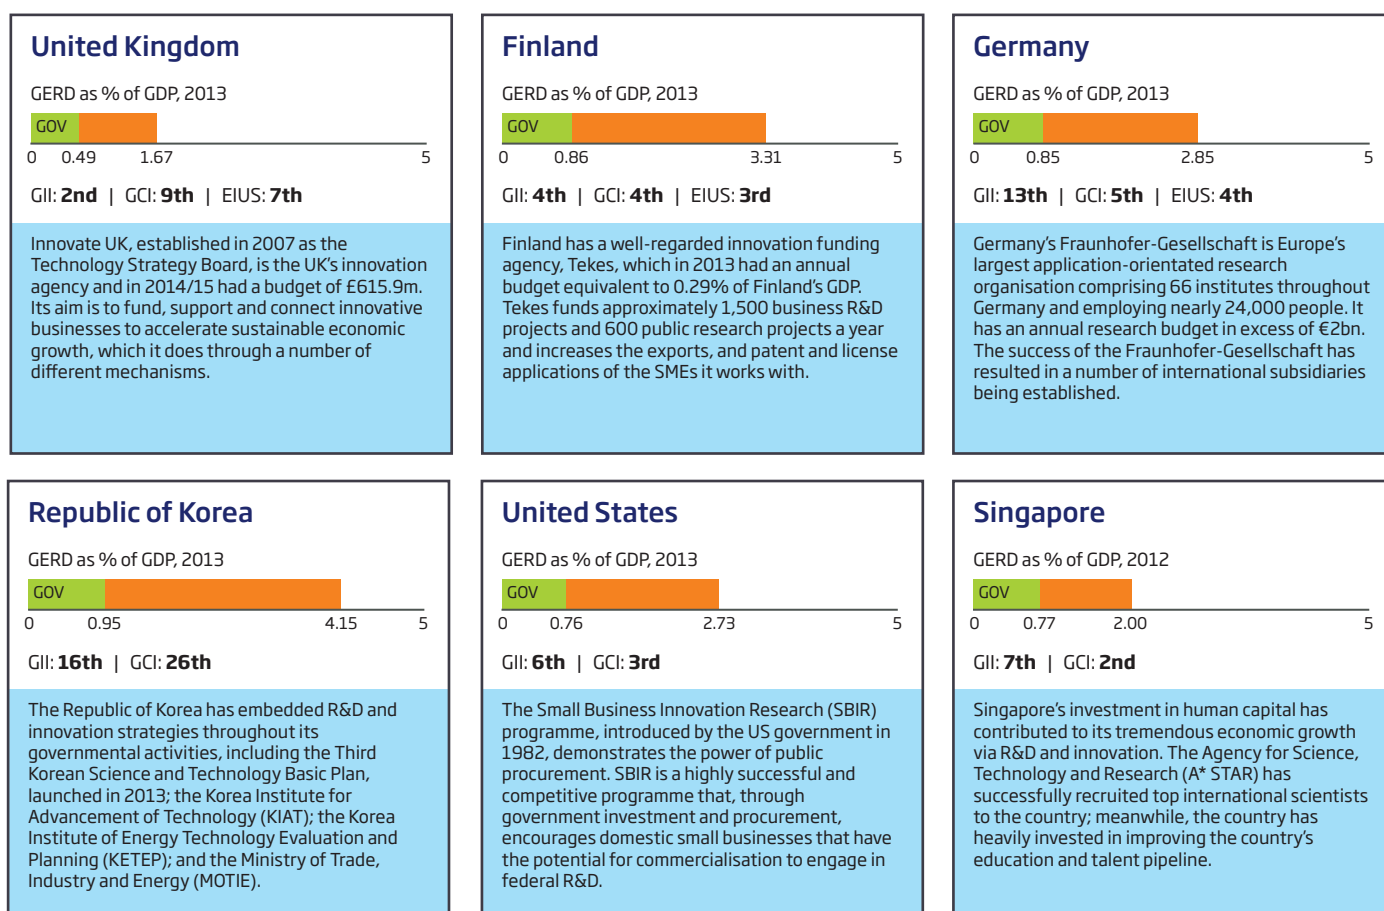 United Kingdom
GERD as % of GDP, 2013
GOV
0 0.49 1.67 5
GII: 2nd | GCI: 9th | EIUS: 7th
Innovate UK, established in 2007 as the
Technology Strategy Board, is the UK's innovation
agency and in 2014/15 had a budget of £615.9m.
Its aim is to fund, support and connect innovative
businesses to accelerate sustainable economic
growth, which it does through a number of
different mechanisms.
Finland
GERD as % of GDP, 2013
GOV
0 0.86 3.31 5
GII: 4th | GCI: 4th | EIUS: 3rd
Finland has a well-regarded innovation funding
agency, Tekes, which in 2013 had an annual
budget equivalent to 0.29% of Finland's GDP.
Tekes funds approximately 1,500 business R&D
projects and 600 public research projects a year
and increases the exports, and patent and license
applications of the SMEs it works with.
Germany
GERD as % of GDP, 2013
GOV
0 0.85 2.85 5
GII: 13th | GCI: 5th | EIUS: 4th
Germany's Fraunhofer-Gesellschaft is Europe's
largest application-orientated research
organisation comprising 66 institutes throughout
Germany and employing nearly 24,000 people. It
has an annual research budget in excess of €2bn.
The success of the Fraunhofer-Gesellschaft has
resulted in a number of international subsidiaries
being established.
Republic of Korea
GERD as % of GDP, 2013
GOV
0 0.95 4.15 5
GII: 16th | GCI: 26th
The Republic of Korea has embedded R&D and
innovation strategies throughout its
governmental activities, including the Third
Korean Science and Technology Basic Plan,
launched in 2013; the Korea Institute for
Advancement of Technology (KIAT); the Korea
Institute of Energy Technology Evaluation and
Planning (KETEP); and the Ministry of Trade,
Industry and Energy (MOTIE).
United States
GERD as % of GDP, 2013
GOV
0 0.76 2.73 5
GII: 6th | GCI: 3rd
The Small Business Innovation Research (SBIR)
programme, introduced by the US government in
1982, demonstrates the power of public
procurement. SBIR is a highly successful and
competitive programme that, through
government investment and procurement,
encourages domestic small businesses that have
the potential for commercialisation to engage in
federal R&D.
Singapore
GERD as % of GDP, 2012
GOV
0 0.77 2.00 5
GII: 7th | GCI: 2nd
Singapore's investment in human capital has
contributed to its tremendous economic growth
via R&D and innovation. The Agency for Science,
Technology and Research (A* STAR) has
successfully recruited top international scientists
to the country; meanwhile, the country has
heavily invested in improving the country's
education and talent pipeline.